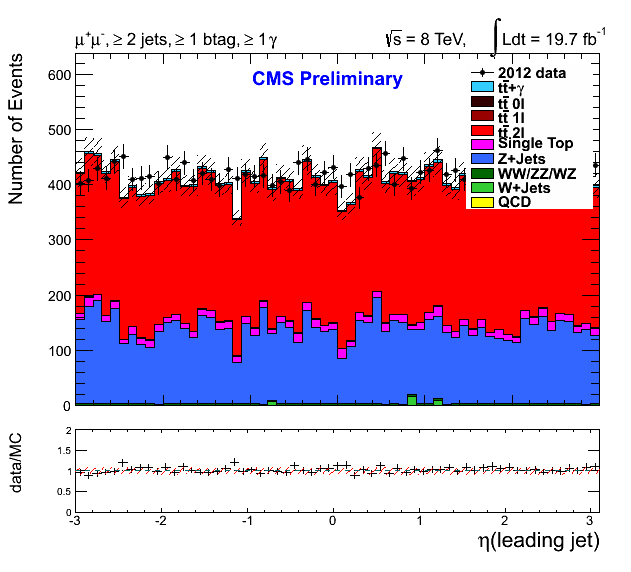 μ⁺μ⁻, ≥ 2 jets, ≥ 1 btag, ≥ 1 γ
√s = 8 TeV, ∫ Ldt = 19.7 fb⁻¹
CMS Preliminary
2012 data
tt̄+γ
tt̄ 0l
tt̄ 1l
tt̄ 2l
Single Top
Z+Jets
WW/ZZ/WZ
W+Jets
QCD
Number of Events
600
500
400
300
200
100
0
data/MC
2
1.5
1
0.5
0
-3 -2 -1 0 1 2 3
η(leading jet)